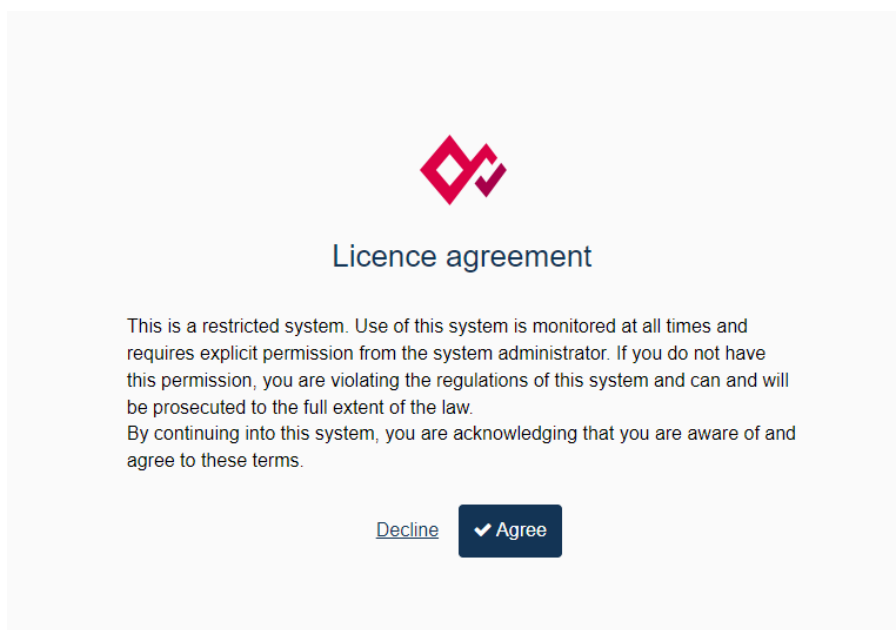 Licence agreement
This is a restricted system. Use of this system is monitored at all times and
requires explicit permission from the system administrator. If you do not have
this permission, you are violating the regulations of this system and can and will
be prosecuted to the full extent of the law.
By continuing into this system, you are acknowledging that you are aware of and
agree to these terms.
Decline Agree